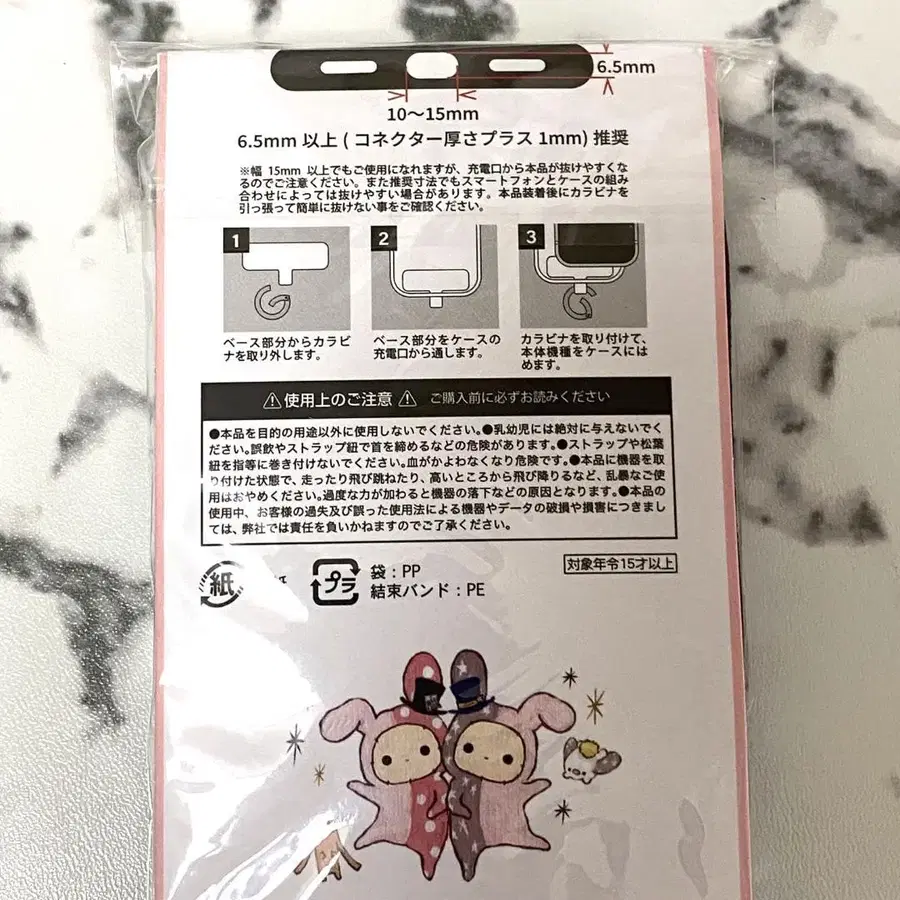 6.5mm
10〜15mm
6.5mm 以上 ( コネクター厚さプラス 1mm) 推奨
※幅 15mm 以上でもご使用になれますが、充電口から本品が抜けやすくな
るのでご注意ください。また推奨寸法でもスマートフォンとケースの組み
合わせによっては抜けやすい場合があります。本品装着後にカラビナを
引っ張って簡単に抜けない事をご確認ください。
1
2
3
ベース部分からカラビ
ナを取り外します。
ベース部分をケースの
充電口から通します。
カラビナを取り付けて、
本体機種をケースには
めます。
⚠使用上のご注意⚠ ご購入前に必ずお読みください
●本品を目的の用途以外に使用しないでください。●乳幼児には絶対に与えないでく
ださい。誤飲やストラップ紐で首を締めるなどの危険があります。●ストラップや松葉
紐を指等に巻き付けないでください。血がかよわなくなり危険です。●本品に機器を取
り付けた状態で、走ったり飛び跳ねたり、高いところから飛び降りるなど、乱暴なご使
用はおやめください。過度な力が加わると機器の落下などの原因となります。●本品の
使用中、お客様の過失及び誤った使用法による機器やデータの破損や損害につきまし
ては、弊社では責任を負いかねますのでご了承ください。
紙
プラ
袋：PP
結束バンド：PE
対象年令15才以上